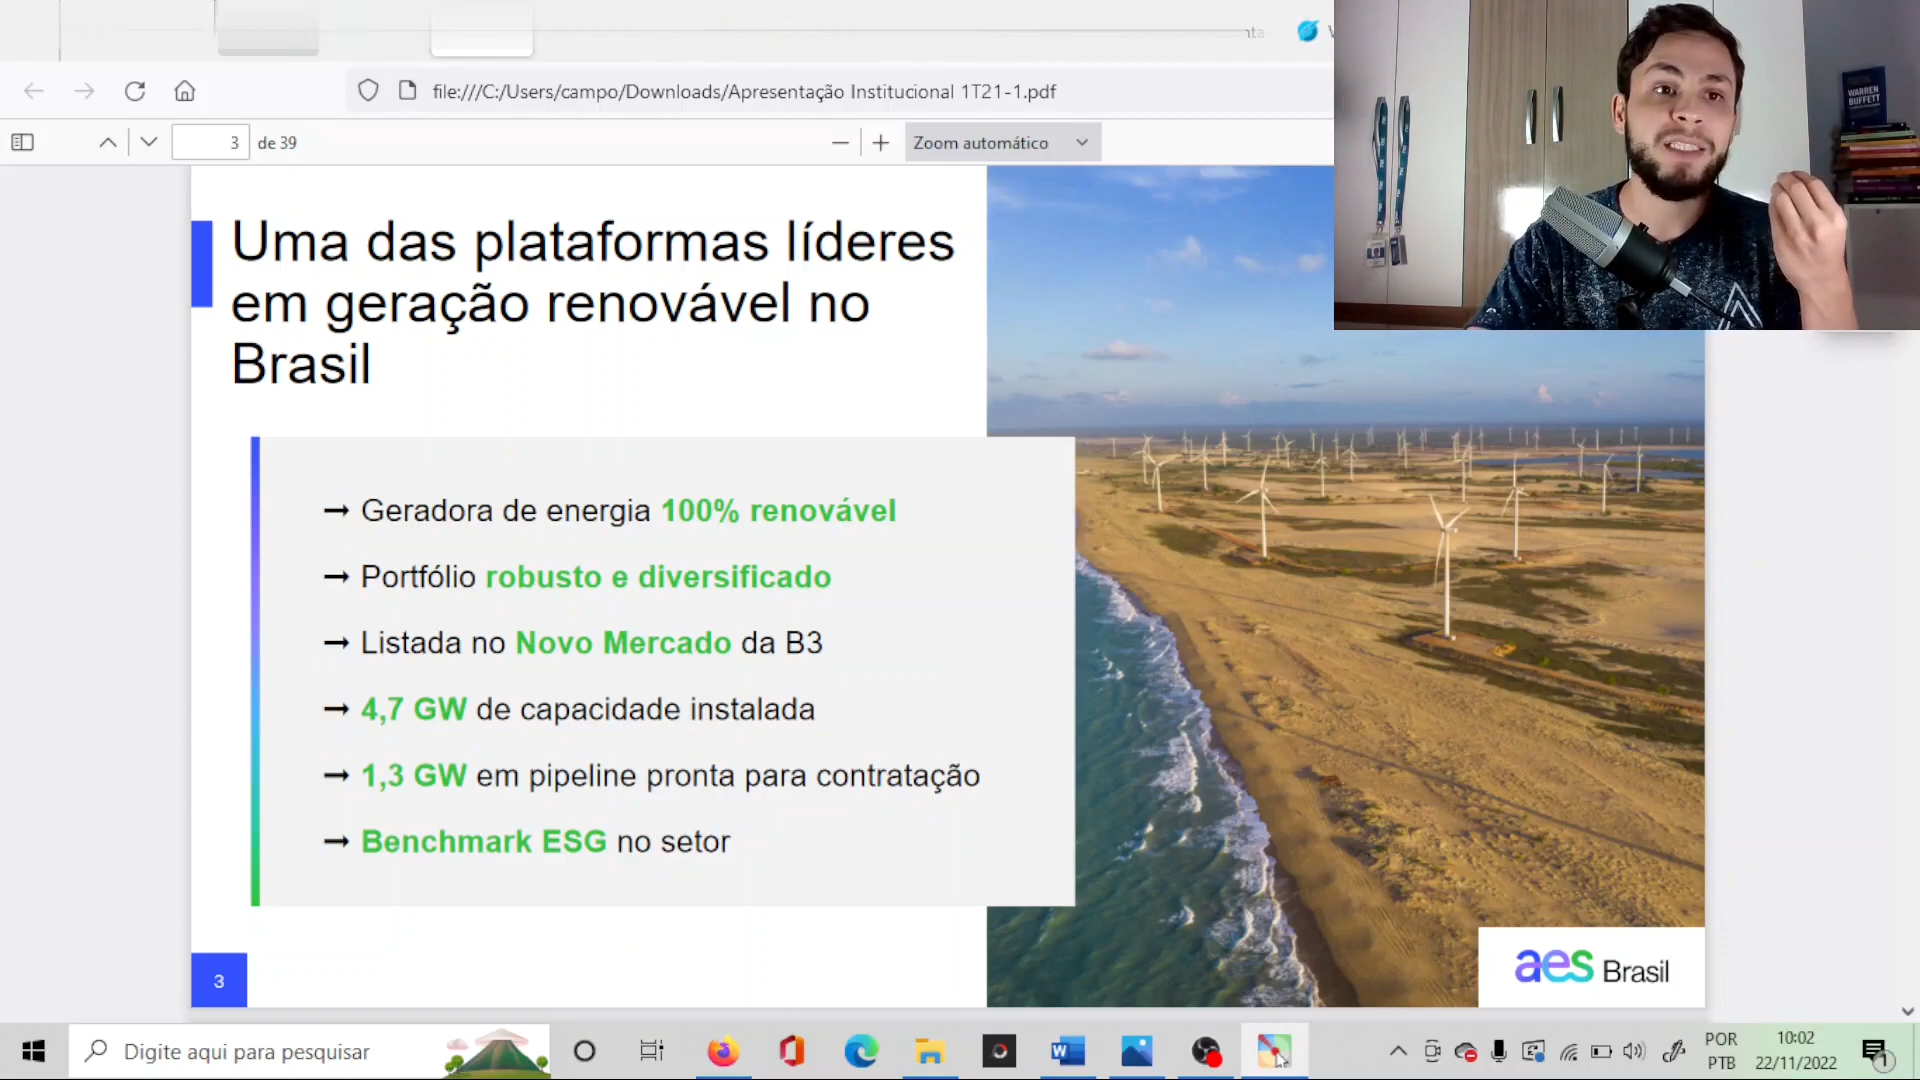 file:///C:/Users/campo/Downloads/Apresentação Institucional 1T21-1.pdf
3 de 39
Zoom automático
WARREN
BUFFETT
Uma das plataformas líderes
em geração renovável no
Brasil
→ Geradora de energia 100% renovável
→ Portfólio robusto e diversificado
→ Listada no Novo Mercado da B3
→ 4,7 GW de capacidade instalada
→ 1,3 GW em pipeline pronta para contratação
→ Benchmark ESG no setor
3
aes Brasil
Digite aqui para pesquisar
POR
PTB
10:02
22/11/2022
1